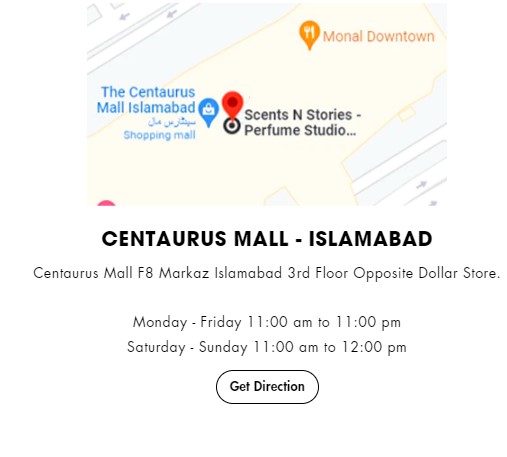 Monal Downtown
The Centaurus
Mall Islamabad
سینٹارس مال
Shopping mall
Scents N Stories -
Perfume Studio...
CENTAURUS MALL - ISLAMABAD
Centaurus Mall F8 Markaz Islamabad 3rd Floor Opposite Dollar Store.
Monday - Friday 11:00 am to 11:00 pm
Saturday - Sunday 11:00 am to 12:00 pm
Get Direction